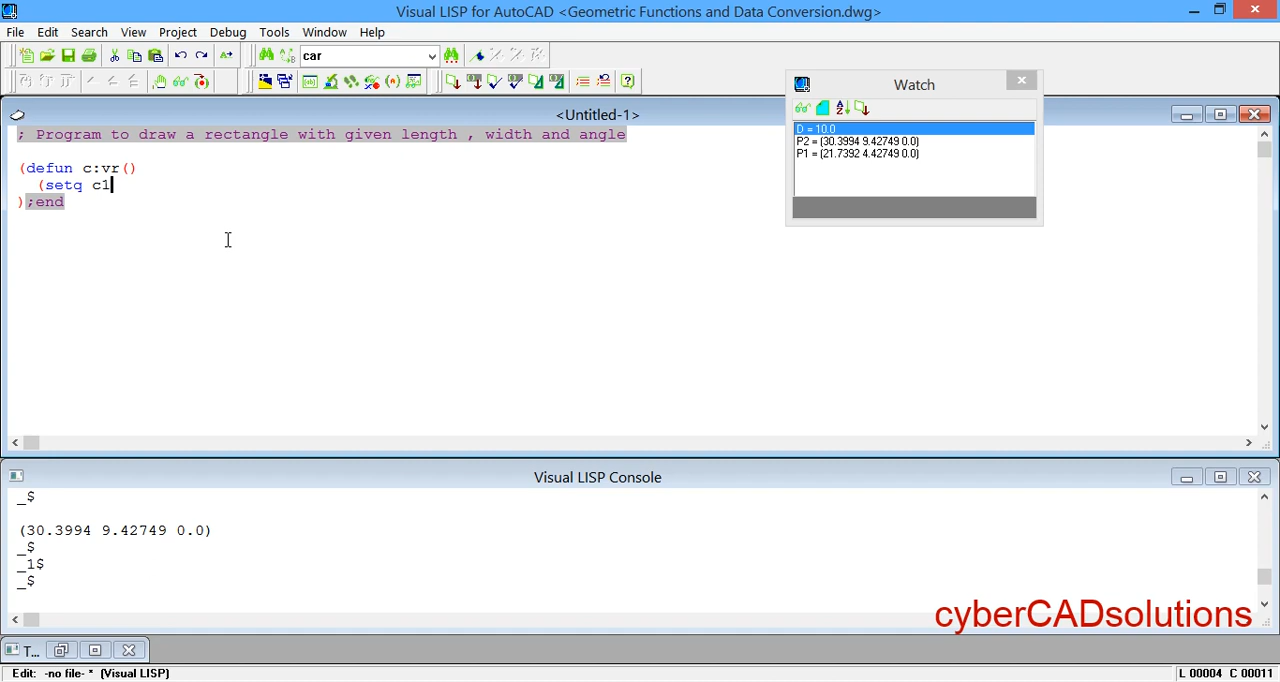 Visual LISP for AutoCAD <Geometric Functions and Data Conversion.dwg>
File Edit Search View Project Debug Tools Window Help
car
Watch
D = 10.0
P2 = (30.3994 9.42749 0.0)
P1 = (21.7392 4.42749 0.0)
<Untitled-1>
; Program to draw a rectangle with given length , width and angle
(defun c:vr()
(setq c1
);end
Visual LISP Console
_$
(30.3994 9.42749 0.0)
_$
_1$
_$
cyberCADsolutions
T...
Edit: -no file- * (Visual LISP)
L 00004 C 00011